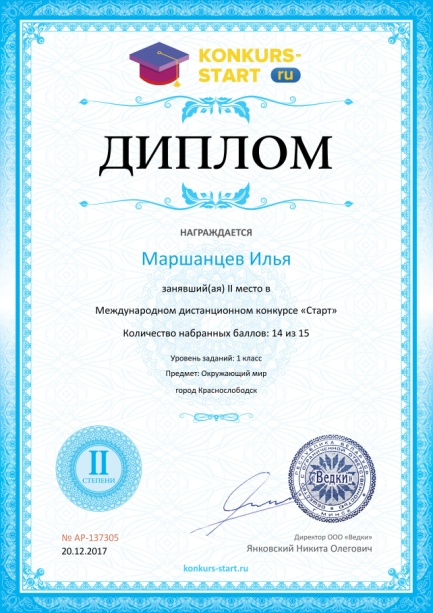 KONKURS-
START ru
ДИПЛОМ
НАГРАЖДАЕТСЯ
Маршанцев Илья
занявший(ая) II место в
Международном дистанционном конкурсе «Старт»
Количество набранных баллов: 14 из 15
Уровень заданий: 1 класс
Предмет: Окружающий мир
город Краснослободск
II
СТЕПЕНИ
«Ведки»
№ AP-137305
20.12.2017
Директор ООО «Ведки»
Янковский Никита Олегович
konkurs-start.ru